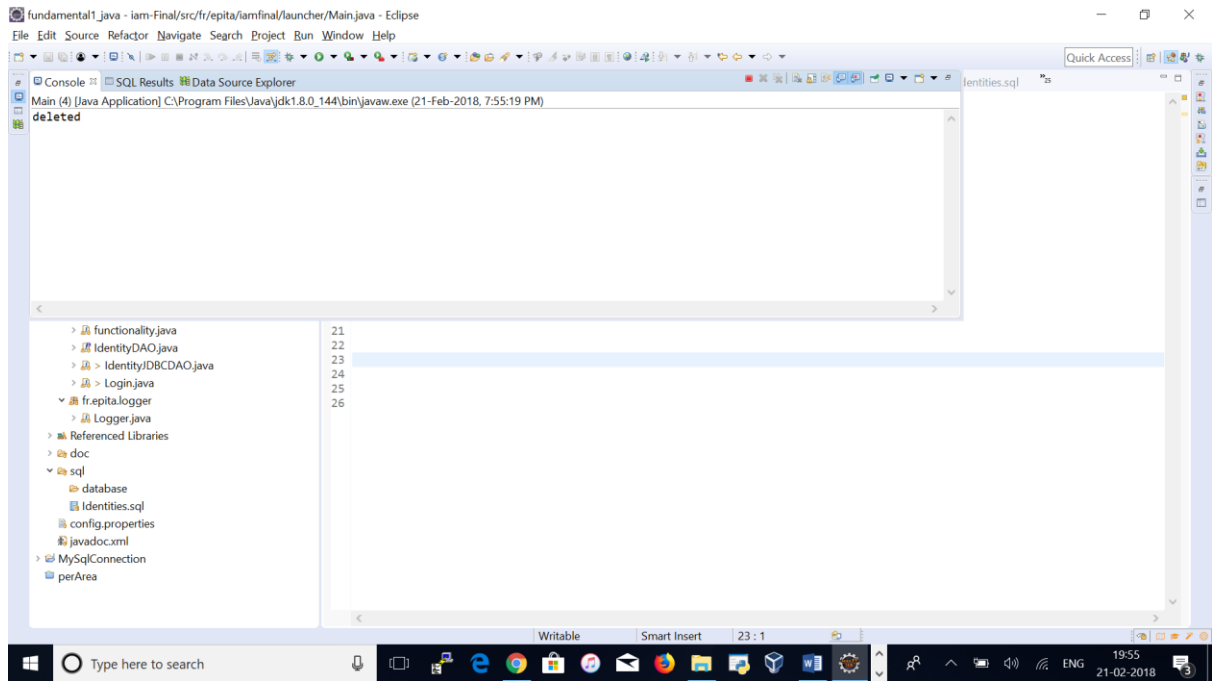 fundamental1_java - iam-Final/src/fr/epita/iamfinal/launcher/Main.java - Eclipse
File Edit Source Refactor Navigate Search Project Run Window Help
Quick Access
Console SQL Results Data Source Explorer
Identities.sql
25
Main (4) [Java Application] C:\Program Files\Java\jdk1.8.0_144\bin\javaw.exe (21-Feb-2018, 7:55:19 PM)
deleted
> functionality.java
> IdentityDAO.java
> > IdentityJDBCDAO.java
> > Login.java
fr.epita.logger
> Logger.java
> Referenced Libraries
> doc
sql
database
Identities.sql
config.properties
javadoc.xml
> MySqlConnection
perArea
21
22
23
24
25
26
Writable Smart Insert 23 : 1
Type here to search
ENG
19:55
21-02-2018
3